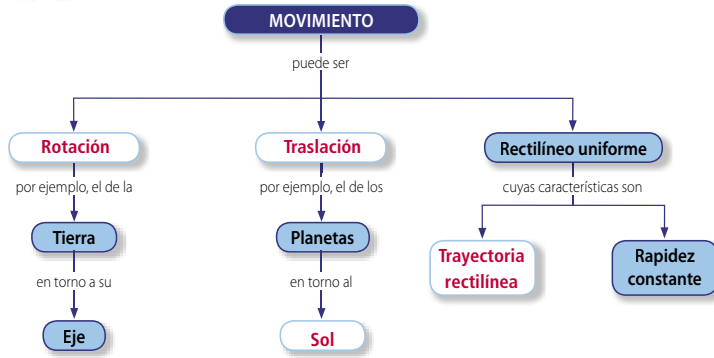 MOVIMIENTO
puede ser
Rotación
Traslación
Rectilíneo uniforme
por ejemplo, el de la
por ejemplo, el de los
cuyas características son
Tierra
Planetas
Trayectoria
rectilínea
Rapidez
constante
en torno a su
en torno al
Eje
Sol